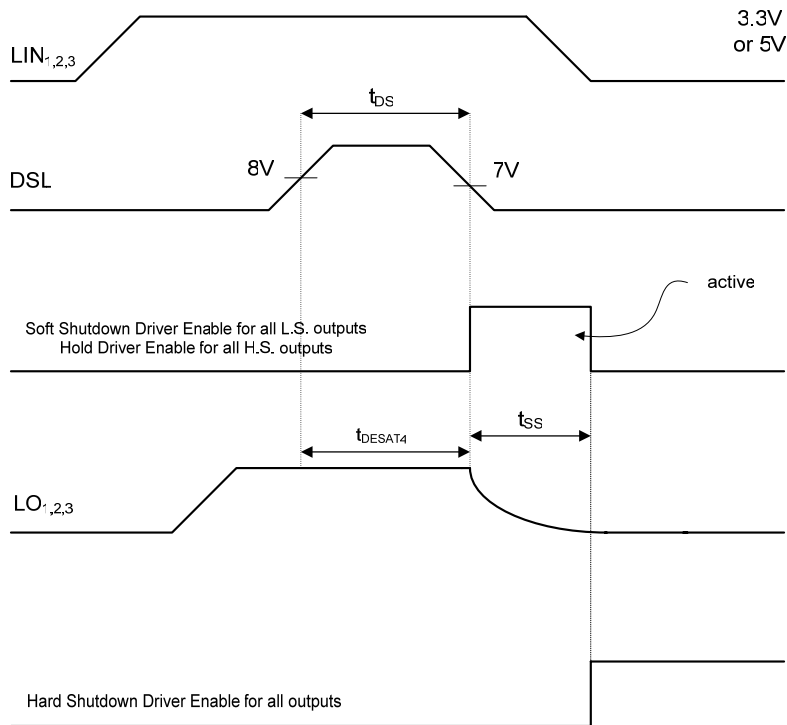 3.3V
or 5V
LIN1,2,3
tDS
8V
7V
DSL
active
Soft Shutdown Driver Enable for all L.S. outputs
Hold Driver Enable for all H.S. outputs
tSS
tDESAT4
LO1,2,3
Hard Shutdown Driver Enable for all outputs